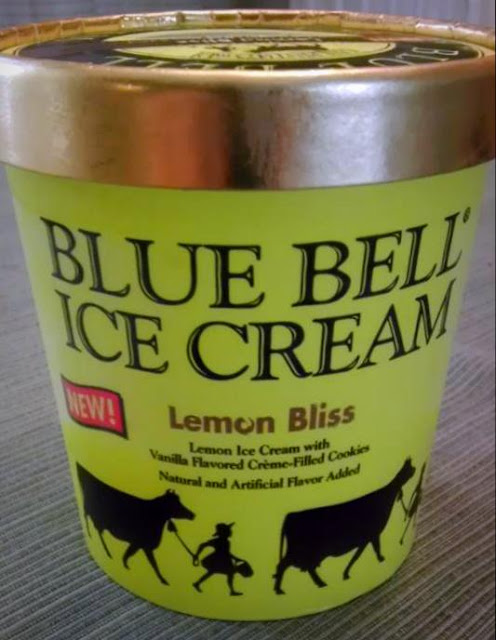 BLUE BELL®
ICE CREAM
NEW!
Lemon Bliss
Lemon Ice Cream with
Vanilla Flavored Crème-Filled Cookies
Natural and Artificial Flavor Added